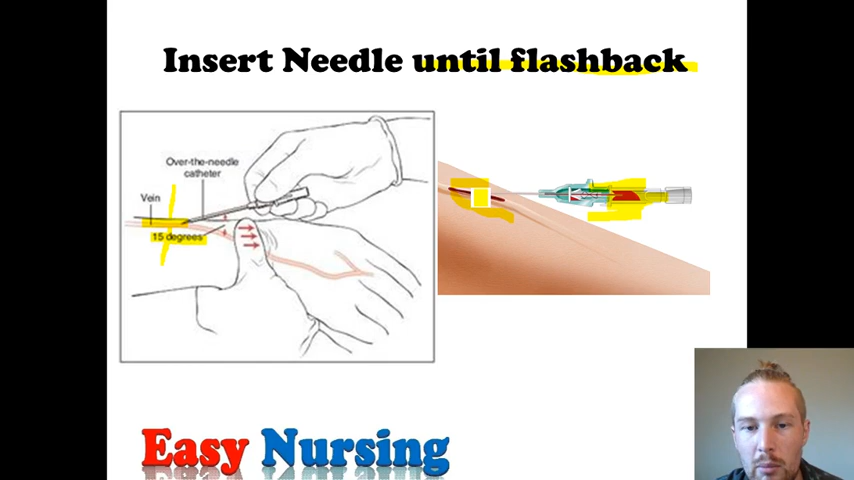 Insert Needle until flashback
Over-the-needle
catheter
Vein
15 degrees
Easy Nursing